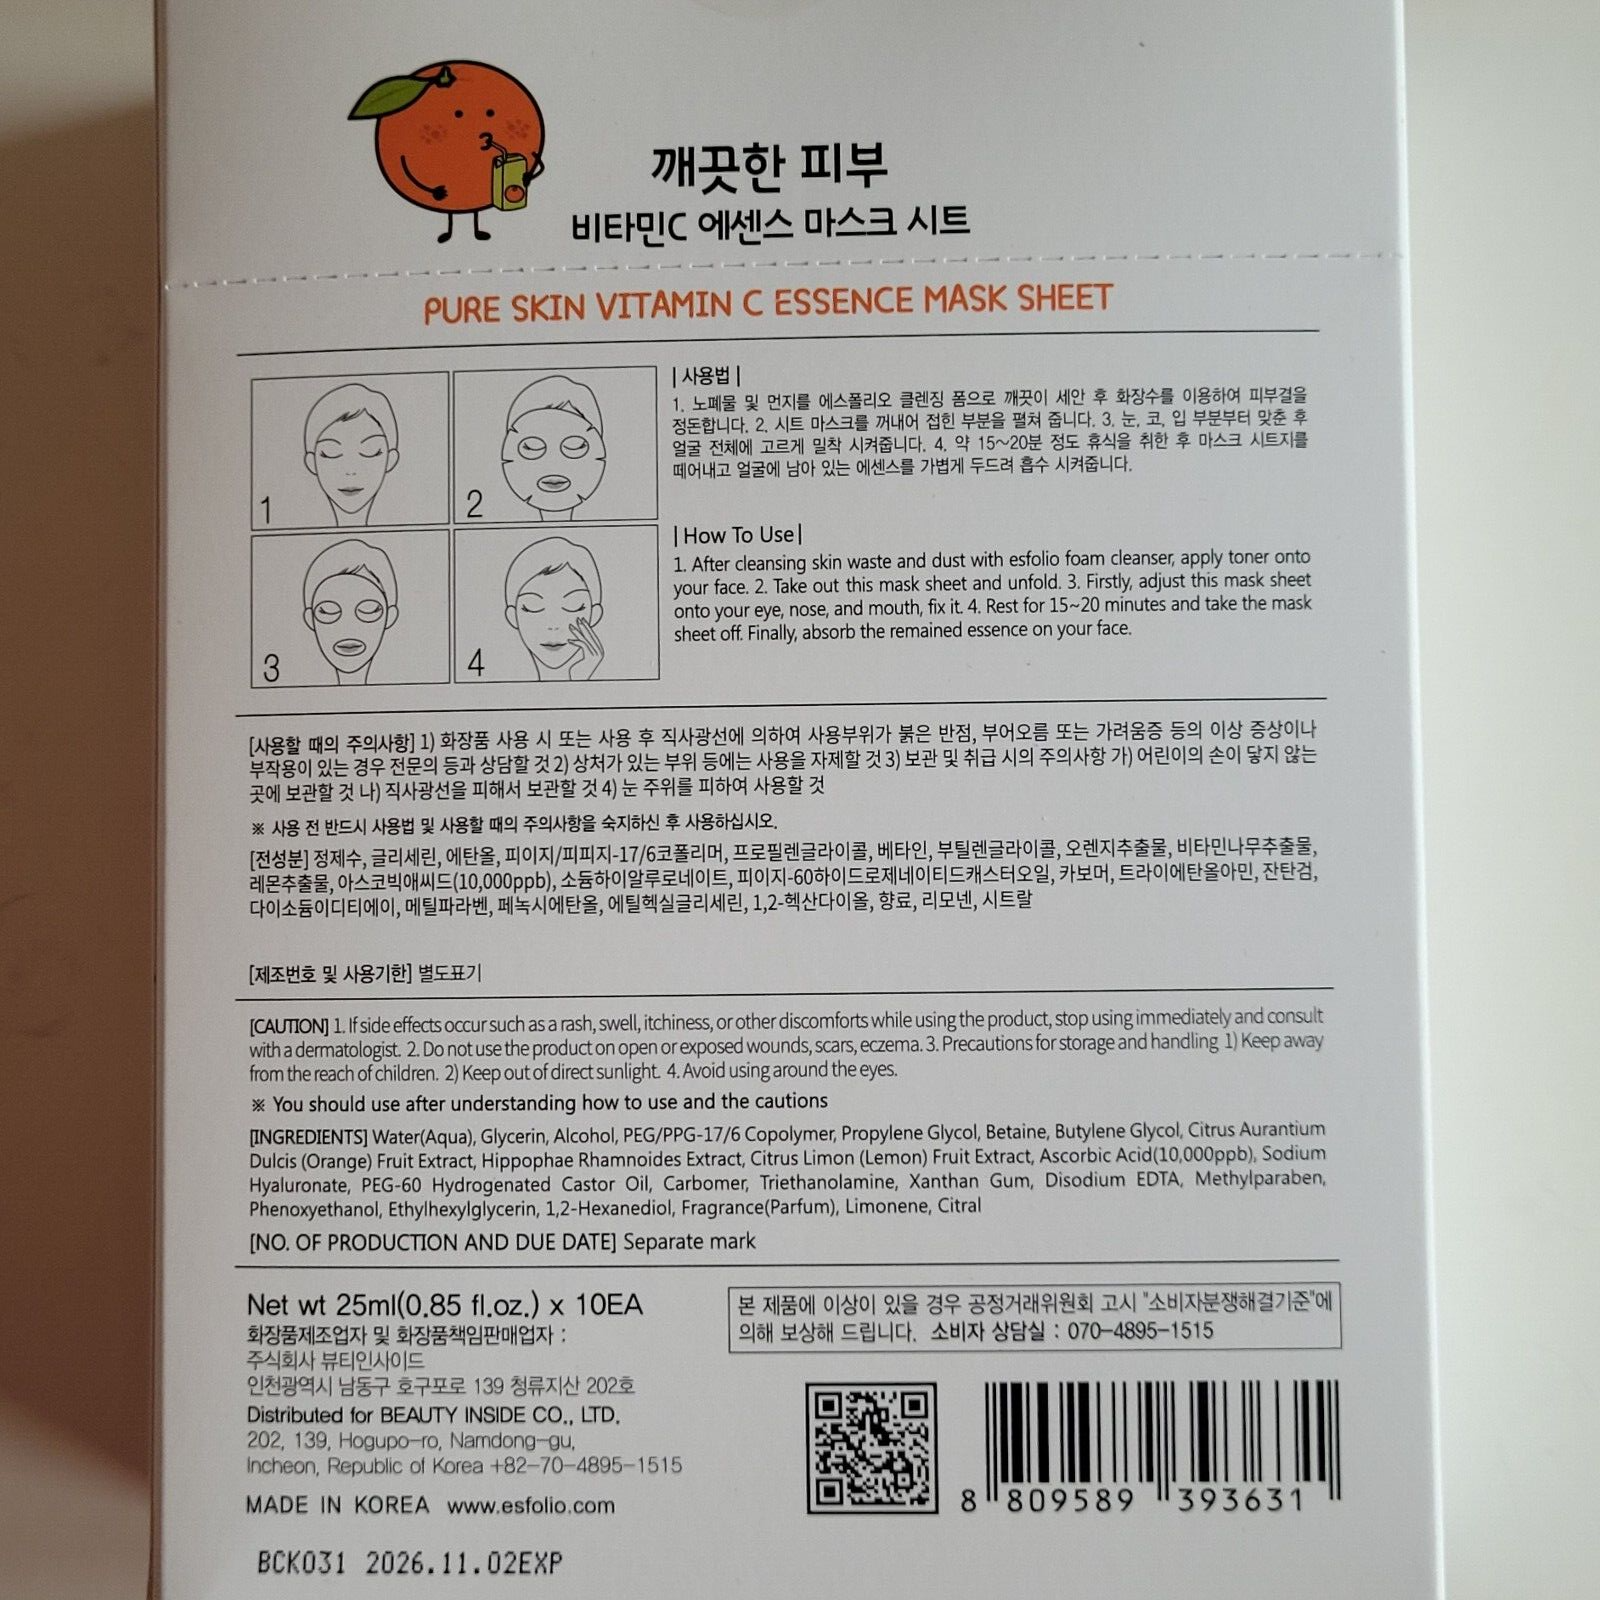 깨끗한 피부
비타민C 에센스 마스크 시트
PURE SKIN VITAMIN C ESSENCE MASK SHEET
1
2
3
4
| 사용법 |
1. 노폐물 및 먼지를 에스폴리오 클렌징 폼으로 깨끗이 세안 후 화장수를 이용하여 피부결을
정돈합니다. 2. 시트 마스크를 꺼내어 접힌 부분을 펼쳐 줍니다. 3. 눈, 코, 입 부분부터 맞춘 후
얼굴 전체에 고르게 밀착 시켜줍니다. 4. 약 15~20분 정도 휴식을 취한 후 마스크 시트지를
떼어내고 얼굴에 남아 있는 에센스를 가볍게 두드려 흡수 시켜줍니다.
| How To Use |
1. After cleansing skin waste and dust with esfolio foam cleanser, apply toner onto
your face. 2. Take out this mask sheet and unfold. 3. Firstly, adjust this mask sheet
onto your eye, nose, and mouth, fix it. 4. Rest for 15~20 minutes and take the mask
sheet off. Finally, absorb the remained essence on your face.
[사용할 때의 주의사항] 1) 화장품 사용 시 또는 사용 후 직사광선에 의하여 사용부위가 붉은 반점, 부어오름 또는 가려움증 등의 이상 증상이나
부작용이 있는 경우 전문의 등과 상담할 것 2) 상처가 있는 부위 등에는 사용을 자제할 것 3) 보관 및 취급 시의 주의사항 가) 어린이의 손이 닿지 않는
곳에 보관할 것 나) 직사광선을 피해서 보관할 것 4) 눈 주위를 피하여 사용할 것
※ 사용 전 반드시 사용법 및 사용할 때의 주의사항을 숙지하신 후 사용하십시오.
[전성분] 정제수, 글리세린, 에탄올, 피이지/피피지-17/6코폴리머, 프로필렌글라이콜, 베타인, 부틸렌글라이콜, 오렌지추출물, 비타민나무추출물,
레몬추출물, 아스코빅애씨드(10,000ppb), 소듐하이알루로네이트, 피이지-60하이드로제네이티드캐스터오일, 카보머, 트라이에탄올아민, 잔탄검,
다이소듐이디티에이, 메틸파라벤, 페녹시에탄올, 에틸헥실글리세린, 1,2-헥산다이올, 향료, 리모넨, 시트랄
[제조번호 및 사용기한] 별도표기
[CAUTION] 1. If side effects occur such as a rash, swell, itchiness, or other discomforts while using the product, stop using immediately and consult
with a dermatologist. 2. Do not use the product on open or exposed wounds, scars, eczema. 3. Precautions for storage and handling 1) Keep away
from the reach of children. 2) Keep out of direct sunlight. 4. Avoid using around the eyes.
※ You should use after understanding how to use and the cautions
[INGREDIENTS] Water(Aqua), Glycerin, Alcohol, PEG/PPG-17/6 Copolymer, Propylene Glycol, Betaine, Butylene Glycol, Citrus Aurantium
Dulcis (Orange) Fruit Extract, Hippophae Rhamnoides Extract, Citrus Limon (Lemon) Fruit Extract, Ascorbic Acid(10,000ppb), Sodium
Hyaluronate, PEG-60 Hydrogenated Castor Oil, Carbomer, Triethanolamine, Xanthan Gum, Disodium EDTA, Methylparaben,
Phenoxyethanol, Ethylhexylglycerin, 1,2-Hexanediol, Fragrance(Parfum), Limonene, Citral
[NO. OF PRODUCTION AND DUE DATE] Separate mark
Net wt 25ml(0.85 fl.oz.) x 10EA
화장품제조업자 및 화장품책임판매업자 :
주식회사 뷰티인사이드
인천광역시 남동구 호구포로 139 청류지산 202호
Distributed for BEAUTY INSIDE CO., LTD.
202, 139, Hogupo-ro, Namdong-gu,
Incheon, Republic of Korea +82-70-4895-1515
MADE IN KOREA www.esfolio.com
본 제품에 이상이 있을 경우 공정거래위원회 고시 "소비자분쟁해결기준"에
의해 보상해 드립니다. 소비자 상담실 : 070-4895-1515
8 809589 393631
BCK031 2026.11.02EXP